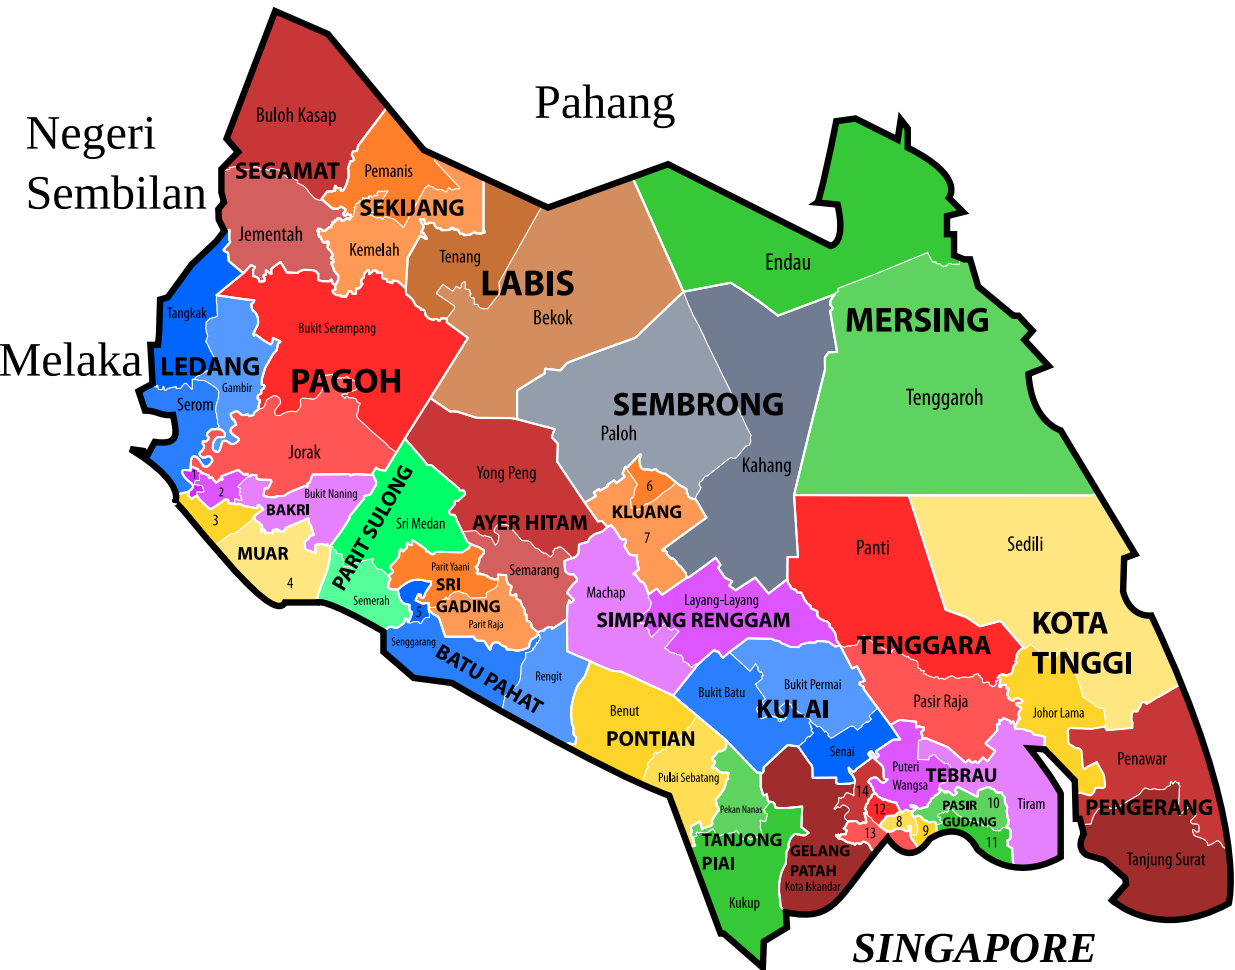 Pahang
Negeri
Sembilan
Melaka
SINGAPORE
Buloh Kasap
SEGAMAT
Jementah
Pemanis
SEKIJANG
Kemelah
Tenang
LABIS
Bekok
Endau
MERSING
Tenggaroh
Tangkak
LEDANG
Gambir
Serom
Bukit Serampang
PAGOH
Jorak
SEMBRONG
Paloh
Kahang
1
2
Bukit Naning
BAKRI
3
MUAR
4
PARIT SULONG
Sri Medan
Semerah
Yong Peng
AYER HITAM
Semarang
6
KLUANG
7
Parit Yaani
SRI
GADING
Parit Raja
5
Senggarang
BATU PAHAT
Rengit
Machap
Layang-Layang
SIMPANG RENGGAM
Panti
TENGGARA
Pasir Raja
Sedili
KOTA
TINGGI
Johor Lama
Benut
PONTIAN
Pulai Sebatang
Bukit Batu
Bukit Permai
KULAI
Senai
Pekan Nanas
TANJONG
PIAI
Kukup
GELANG
PATAH
Kota Iskandar
Puteri
Wangsa
TEBRAU
Tiram
14
12
13
8
9
PASIR
GUDANG
10
11
Penawar
PENGERANG
Tanjung Surat